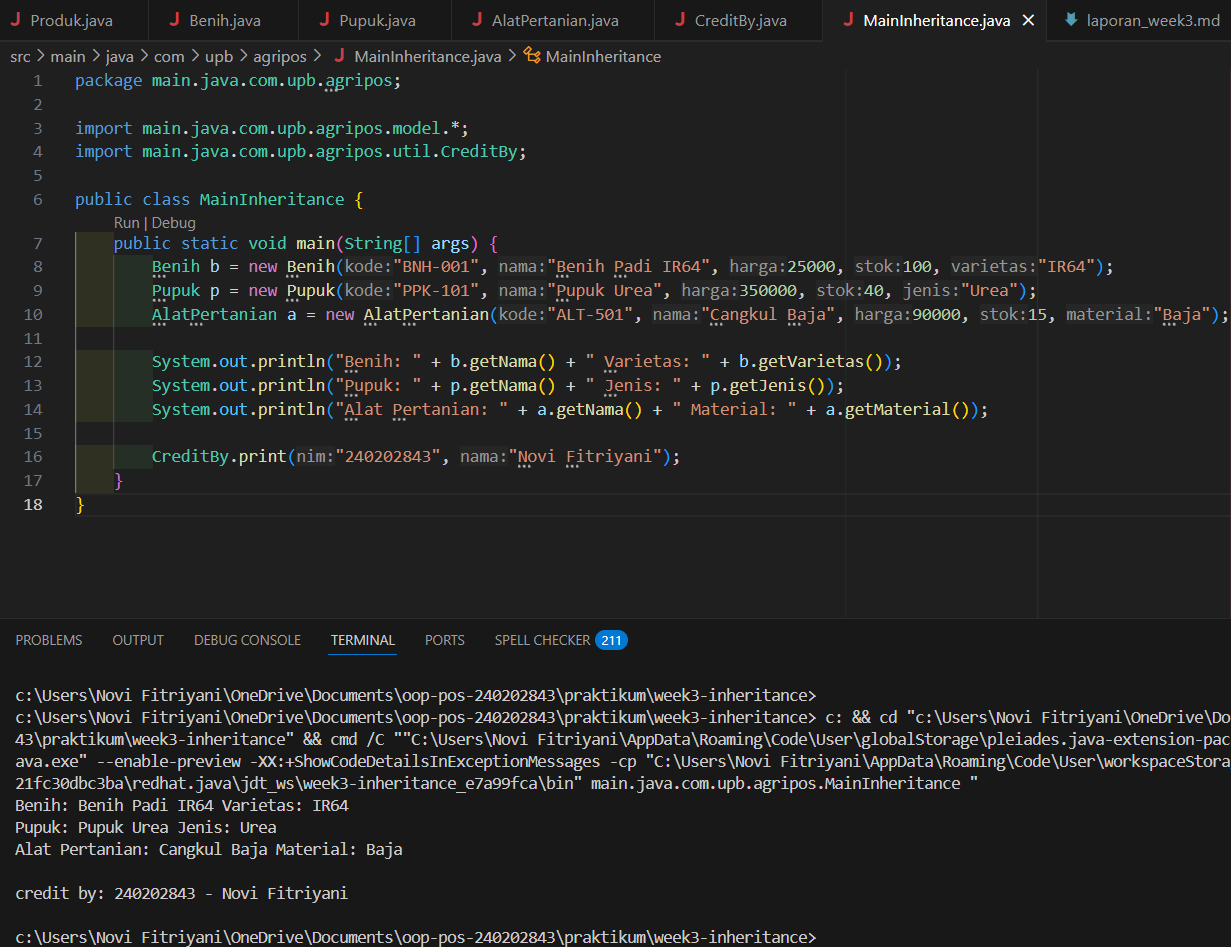 Produk.java Benih.java Pupuk.java AlatPertanian.java CreditBy.java MainInheritance.java × laporan_week3.md
src > main > java > com > upb > agripos > MainInheritance.java > MainInheritance
1 package main.java.com.upb.agripos;
2
3 import main.java.com.upb.agripos.model.*;
4 import main.java.com.upb.agripos.util.CreditBy;
5
6 public class MainInheritance {
Run | Debug
7 public static void main(String[] args) {
8 Benih b = new Benih(kode:"BNH-001", nama:"Benih Padi IR64", harga:25000, stok:100, varietas:"IR64");
9 Pupuk p = new Pupuk(kode:"PPK-101", nama:"Pupuk Urea", harga:350000, stok:40, jenis:"Urea");
10 AlatPertanian a = new AlatPertanian(kode:"ALT-501", nama:"Cangkul Baja", harga:90000, stok:15, material:"Baja");
11
12 System.out.println("Benih: " + b.getNama() + " Varietas: " + b.getVarietas());
13 System.out.println("Pupuk: " + p.getNama() + " Jenis: " + p.getJenis());
14 System.out.println("Alat Pertanian: " + a.getNama() + " Material: " + a.getMaterial());
15
16 CreditBy.print(nim:"240202843", nama:"Novi Fitriyani");
17 }
18 }
PROBLEMS OUTPUT DEBUG CONSOLE TERMINAL PORTS SPELL CHECKER 211
c:\Users\Novi Fitriyani\OneDrive\Documents\oop-pos-240202843\praktikum\week3-inheritance>
c:\Users\Novi Fitriyani\OneDrive\Documents\oop-pos-240202843\praktikum\week3-inheritance> c: && cd "c:\Users\Novi Fitriyani\OneDrive\Do
43\praktikum\week3-inheritance" && cmd /C ""C:\Users\Novi Fitriyani\AppData\Roaming\Code\User\globalStorage\pleiades.java-extension-pac
ava.exe" --enable-preview -XX:+ShowCodeDetailsInExceptionMessages -cp "C:\Users\Novi Fitriyani\AppData\Roaming\Code\User\workspaceStora
21fc30dbc3ba\redhat.java\jdt_ws\week3-inheritance_e7a99fca\bin" main.java.com.upb.agripos.MainInheritance "
Benih: Benih Padi IR64 Varietas: IR64
Pupuk: Pupuk Urea Jenis: Urea
Alat Pertanian: Cangkul Baja Material: Baja
credit by: 240202843 - Novi Fitriyani
c:\Users\Novi Fitriyani\OneDrive\Documents\oop-pos-240202843\praktikum\week3-inheritance>